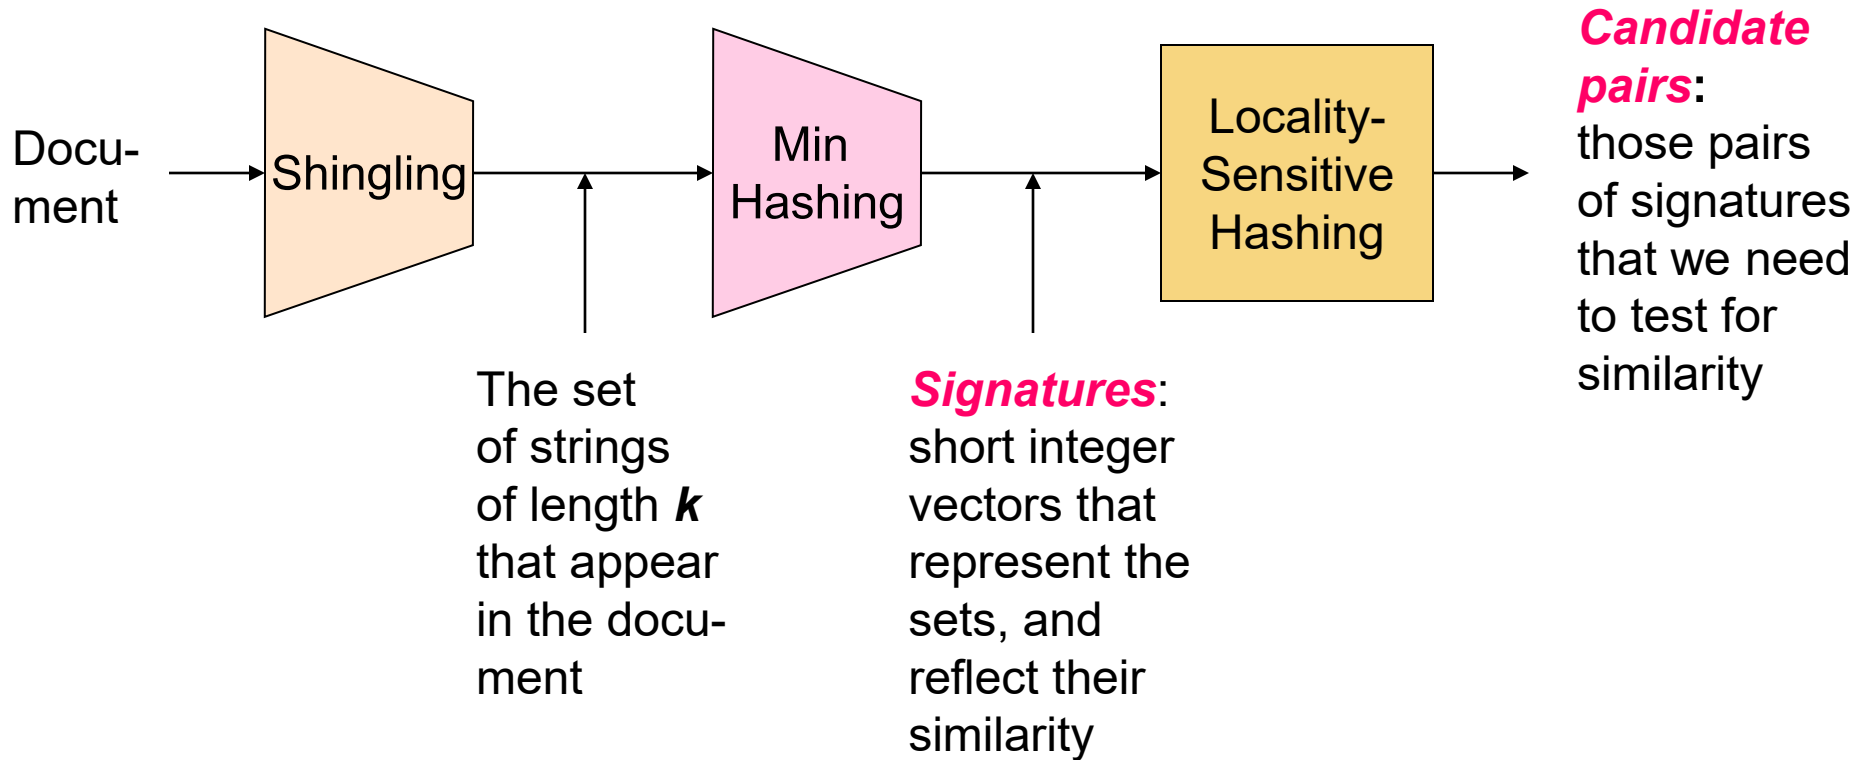 Docu-
ment
Shingling
The set
of strings
of length k
that appear
in the docu-
ment
Min
Hashing
Signatures:
short integer
vectors that
represent the
sets, and
reflect their
similarity
Locality-
Sensitive
Hashing
Candidate
pairs:
those pairs
of signatures
that we need
to test for
similarity